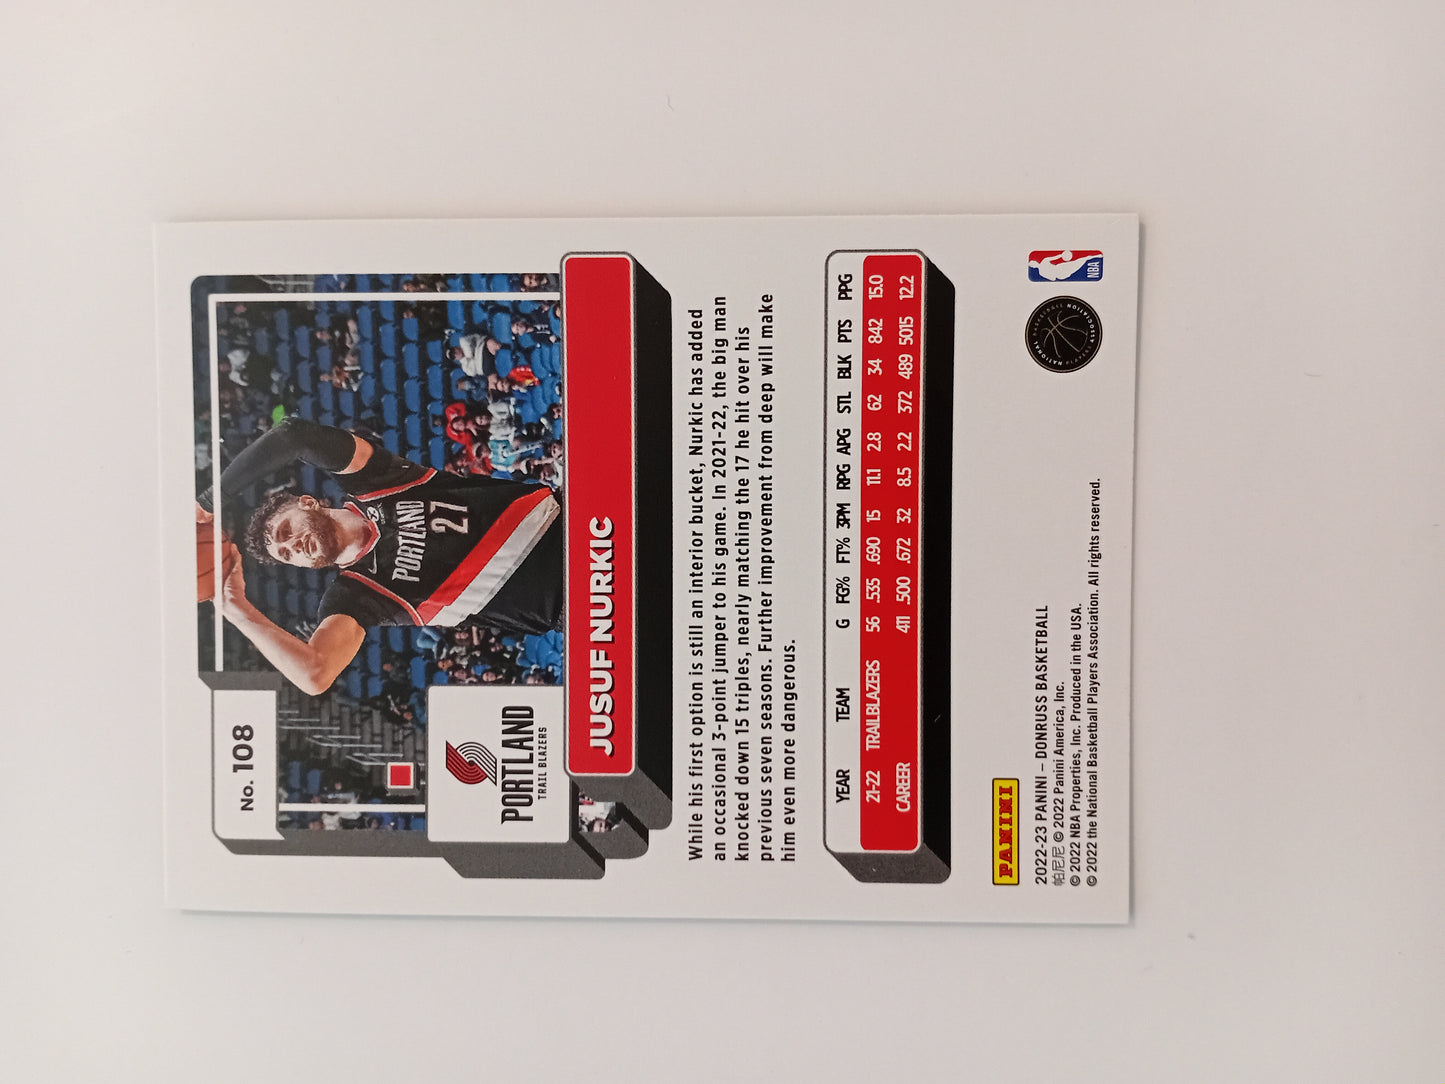 No. 108
PORTLAND
27
PORTLAND
TRAIL BLAZERS
JUSUF NURKIC
While his first option is still an interior bucket, Nurkic has added
an occasional 3-point jumper to his game. In 2021-22, the big man
knocked down 15 triples, nearly matching the 17 he hit over his
previous seven seasons. Further improvement from deep will make
him even more dangerous.
YEAR TEAM G FG% FT% 3PM RPG APG STL BLK PTS PPG
21-22 TRAIL BLAZERS 56 .535 .690 15 11.1 2.8 62 34 842 15.0
CAREER 411 .500 .672 32 8.5 2.2 372 489 5015 12.2
PANINI
2022-23 PANINI – DONRUSS BASKETBALL
帕尼尼 © 2022 Panini America, Inc.
© 2022 NBA Properties, Inc. Produced in the USA.
© 2022 the National Basketball Players Association. All rights reserved.
NBA